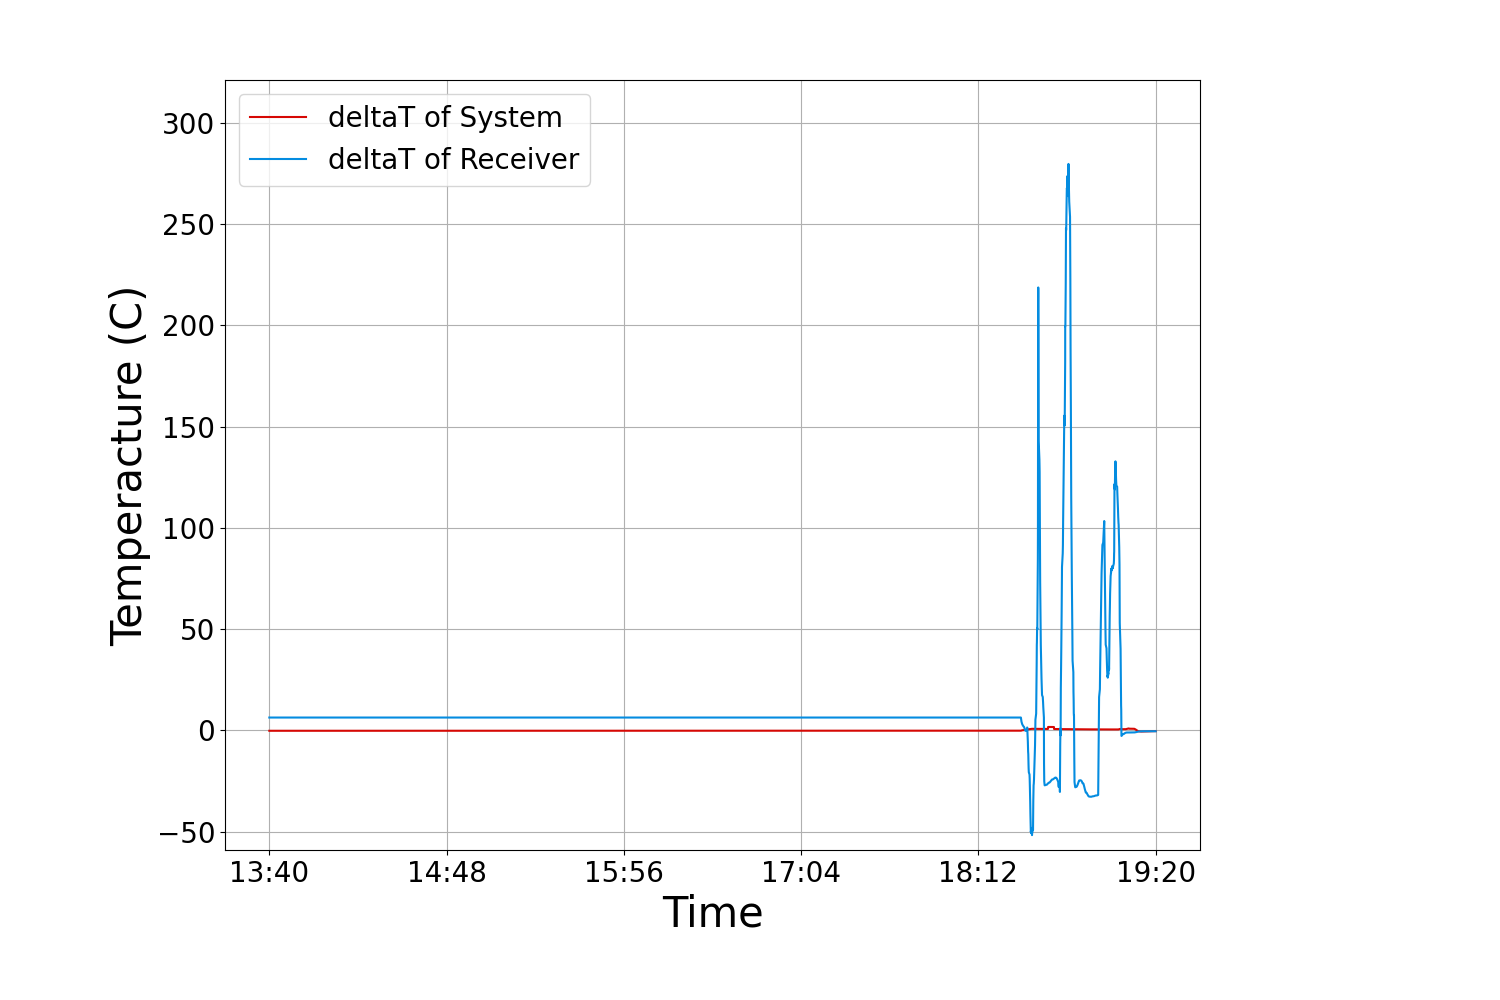 deltaT of System
deltaT of Receiver
300
250
200
150
100
50
0
−50
Temperacture (C)
13:40 14:48 15:56 17:04 18:12 19:20
Time